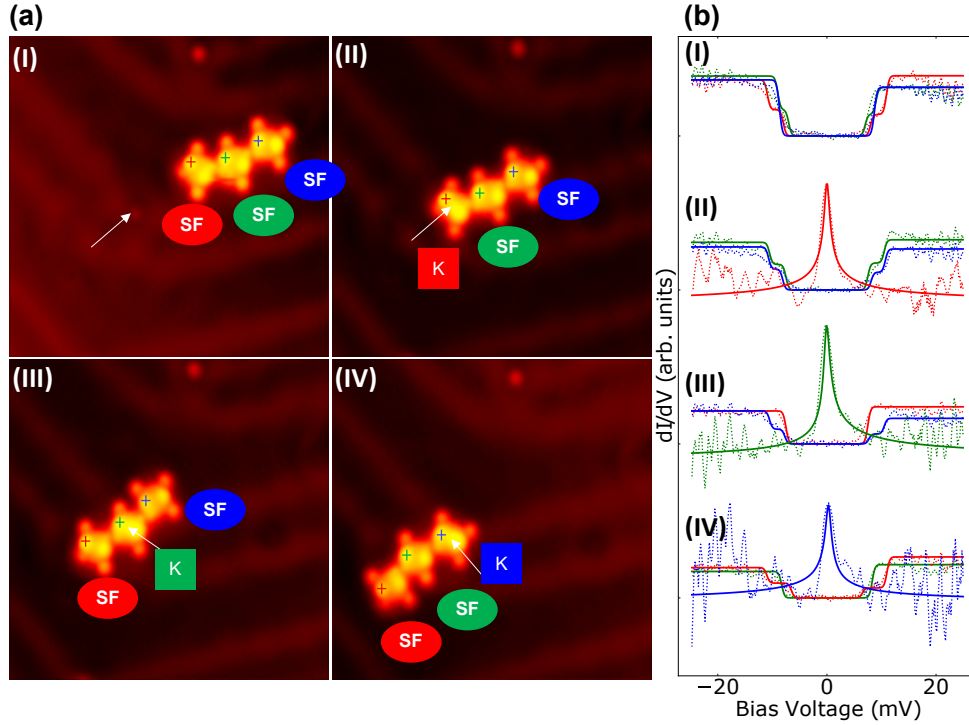 (a)
(b)
(I)
SF
SF
SF
(II)
SF
SF
K
(III)
SF
K
SF
(IV)
K
SF
SF
(I)
(II)
(III)
(IV)
dI/dV (arb. units)
−20
0
20
Bias Voltage (mV)